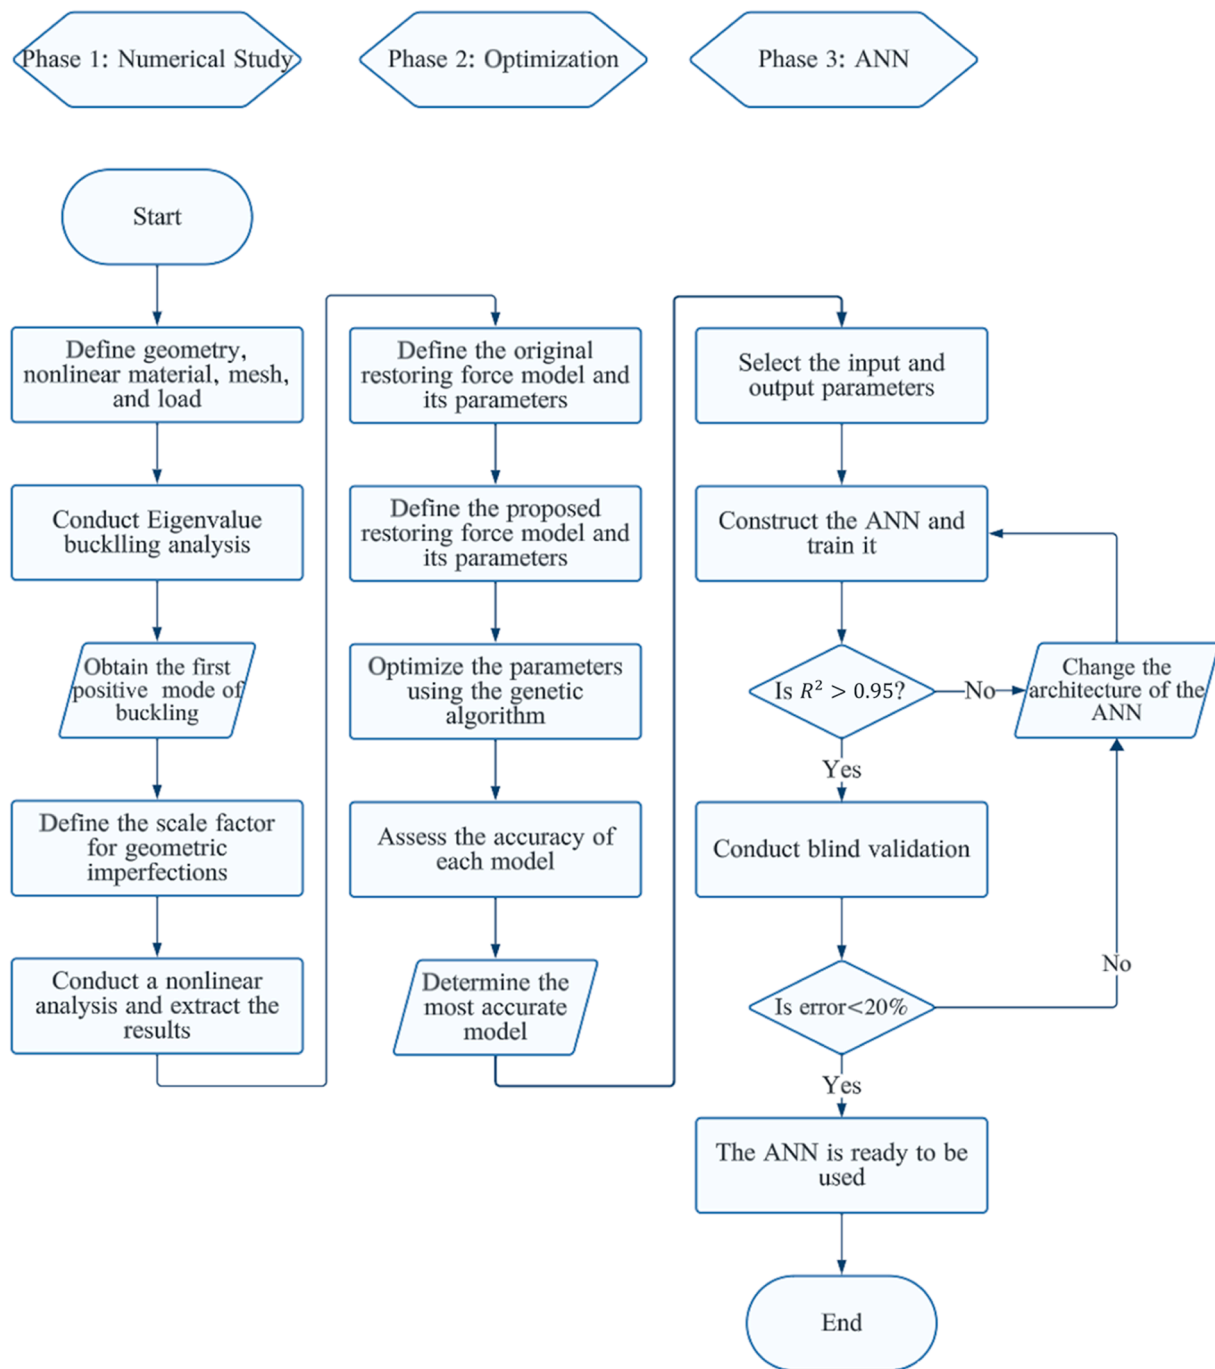 Phase 1: Numerical Study
Phase 2: Optimization
Phase 3: ANN
Start
Define geometry,
nonlinear material, mesh,
and load
Conduct Eigenvalue
bucklling analysis
Obtain the first
positive mode of
buckling
Define the scale factor
for geometric
imperfections
Conduct a nonlinear
analysis and extract the
results
Define the original
restoring force model and
its parameters
Define the proposed
restoring force model and
its parameters
Optimize the parameters
using the genetic
algorithm
Assess the accuracy of
each model
Determine the
most accurate
model
Select the input and
output parameters
Construct the ANN and
train it
Is R² > 0.95?
No
Change the
architecture of the
ANN
Yes
Conduct blind validation
Is error<20%
No
Yes
The ANN is ready to be
used
End